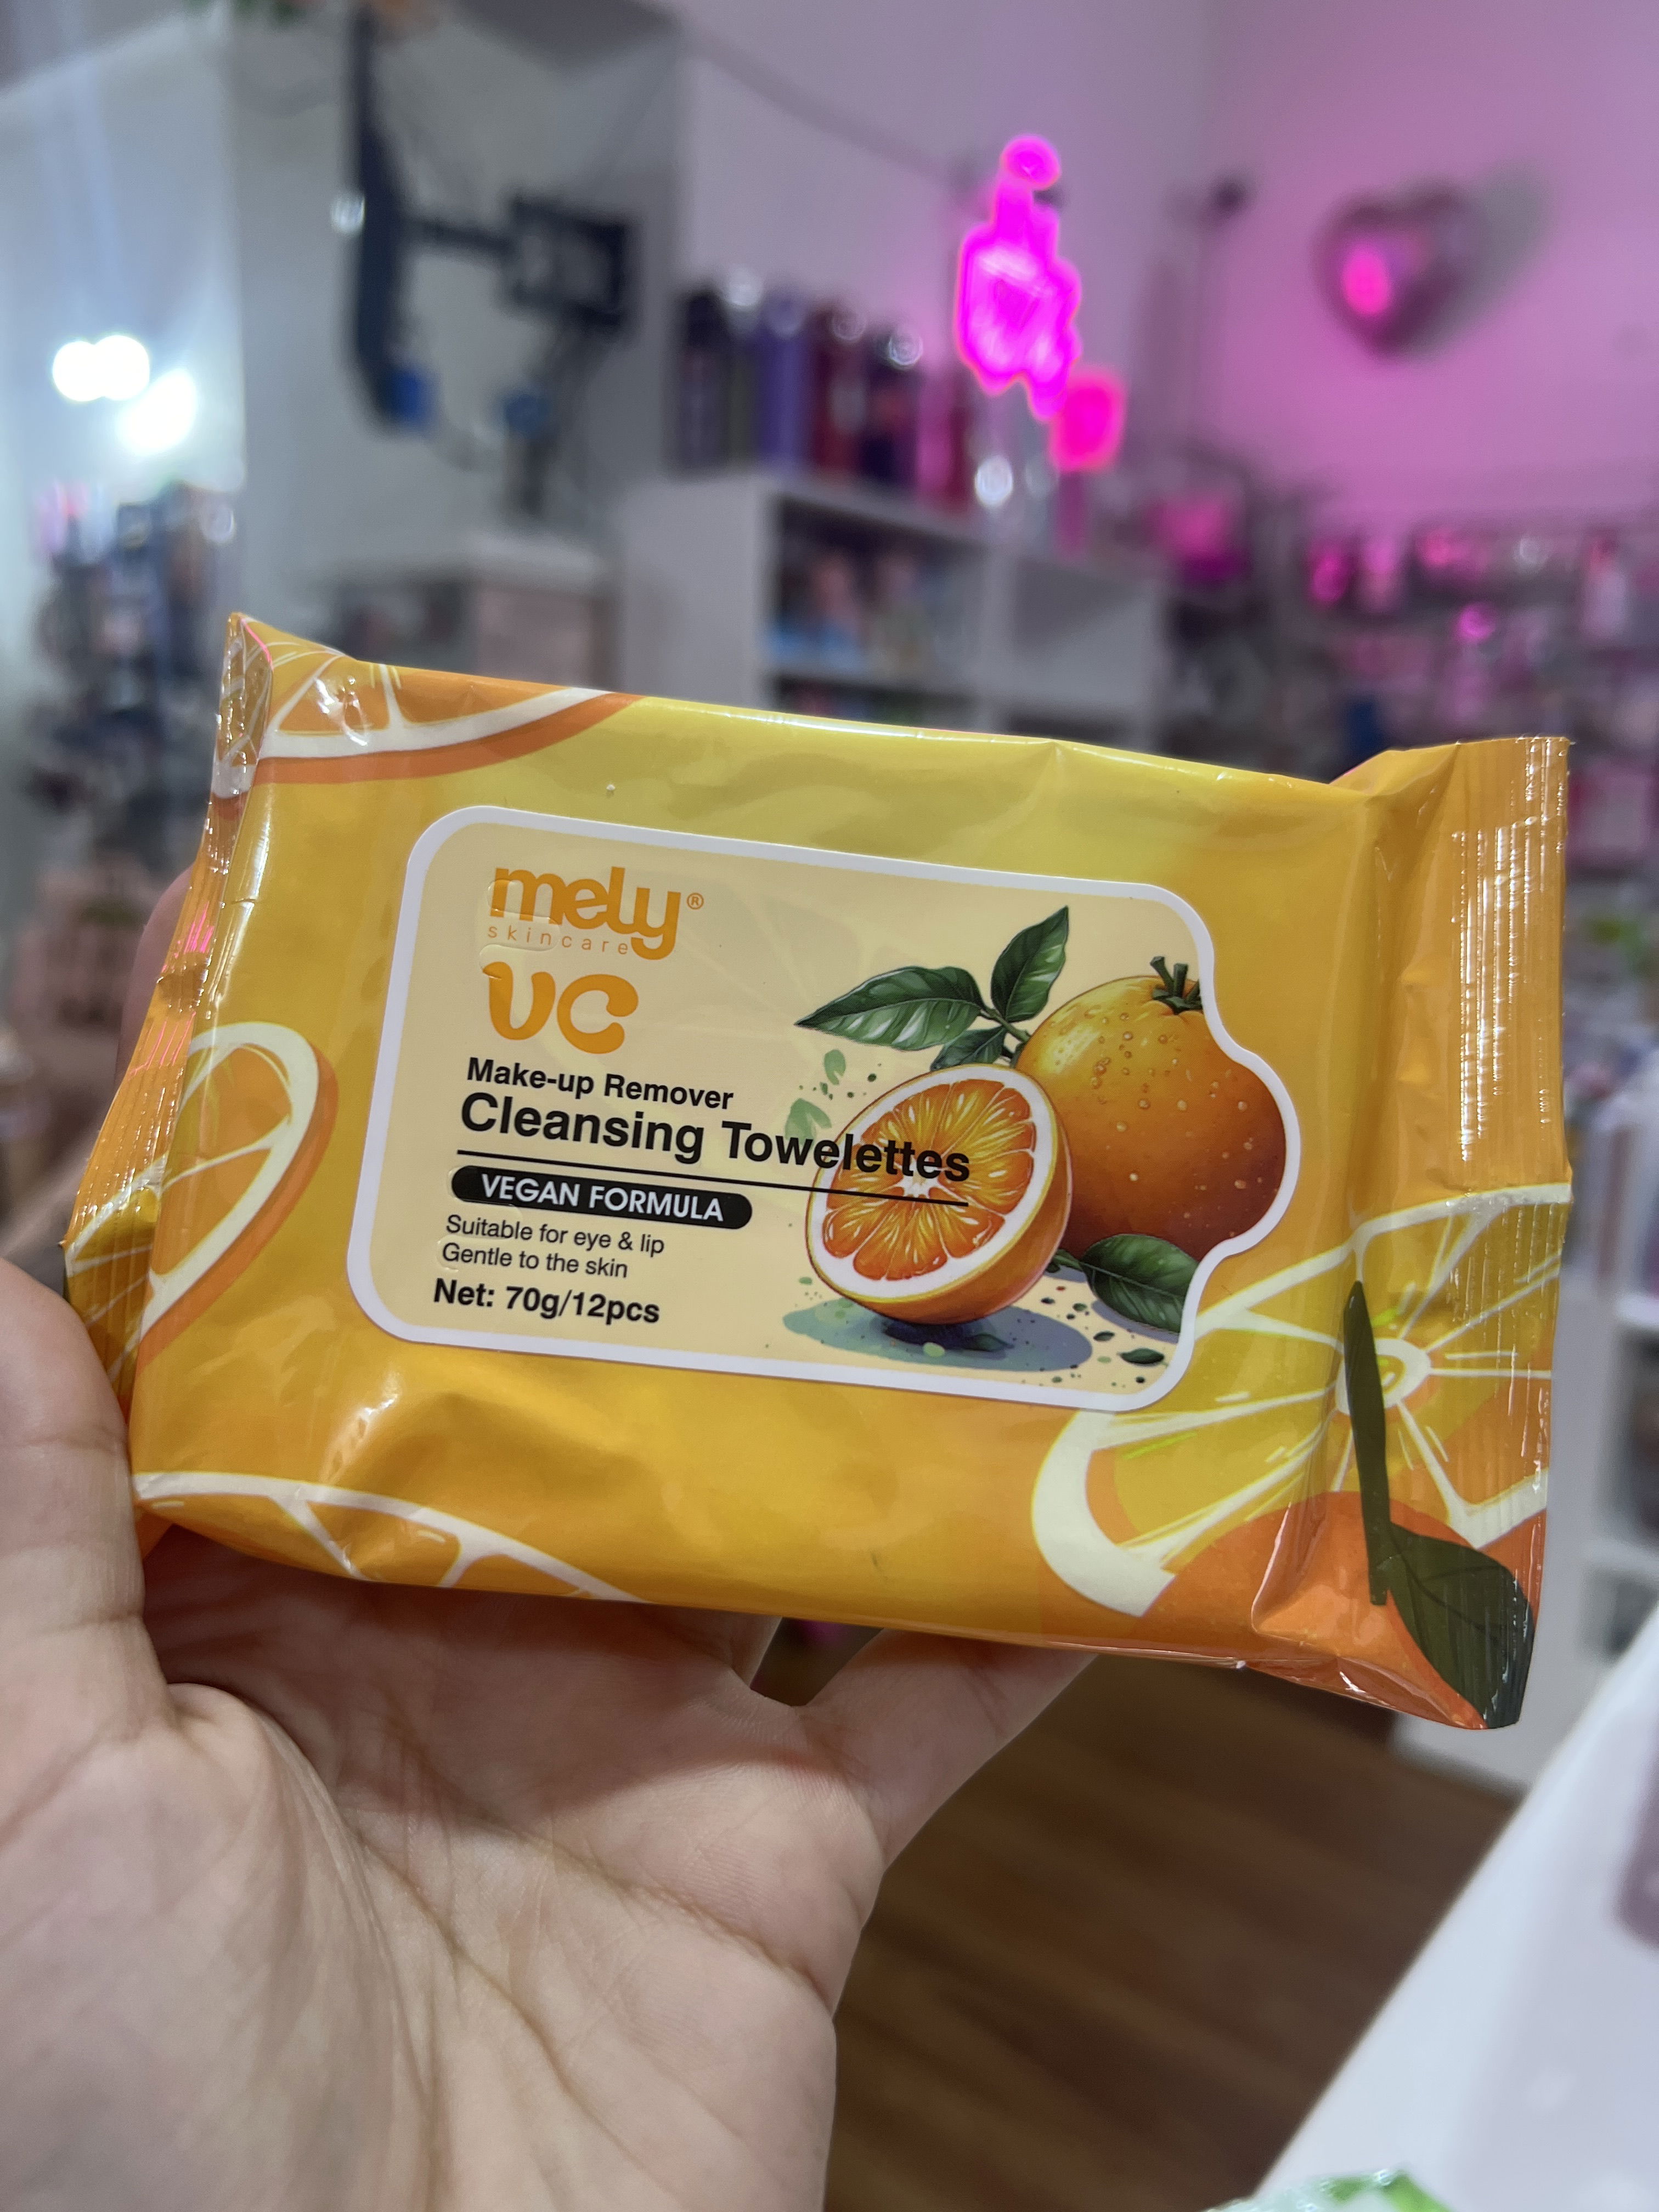 mely®
skincare
VC
Make-up Remover
Cleansing Towelettes
VEGAN FORMULA
Suitable for eye & lip
Gentle to the skin
Net: 70g/12pcs